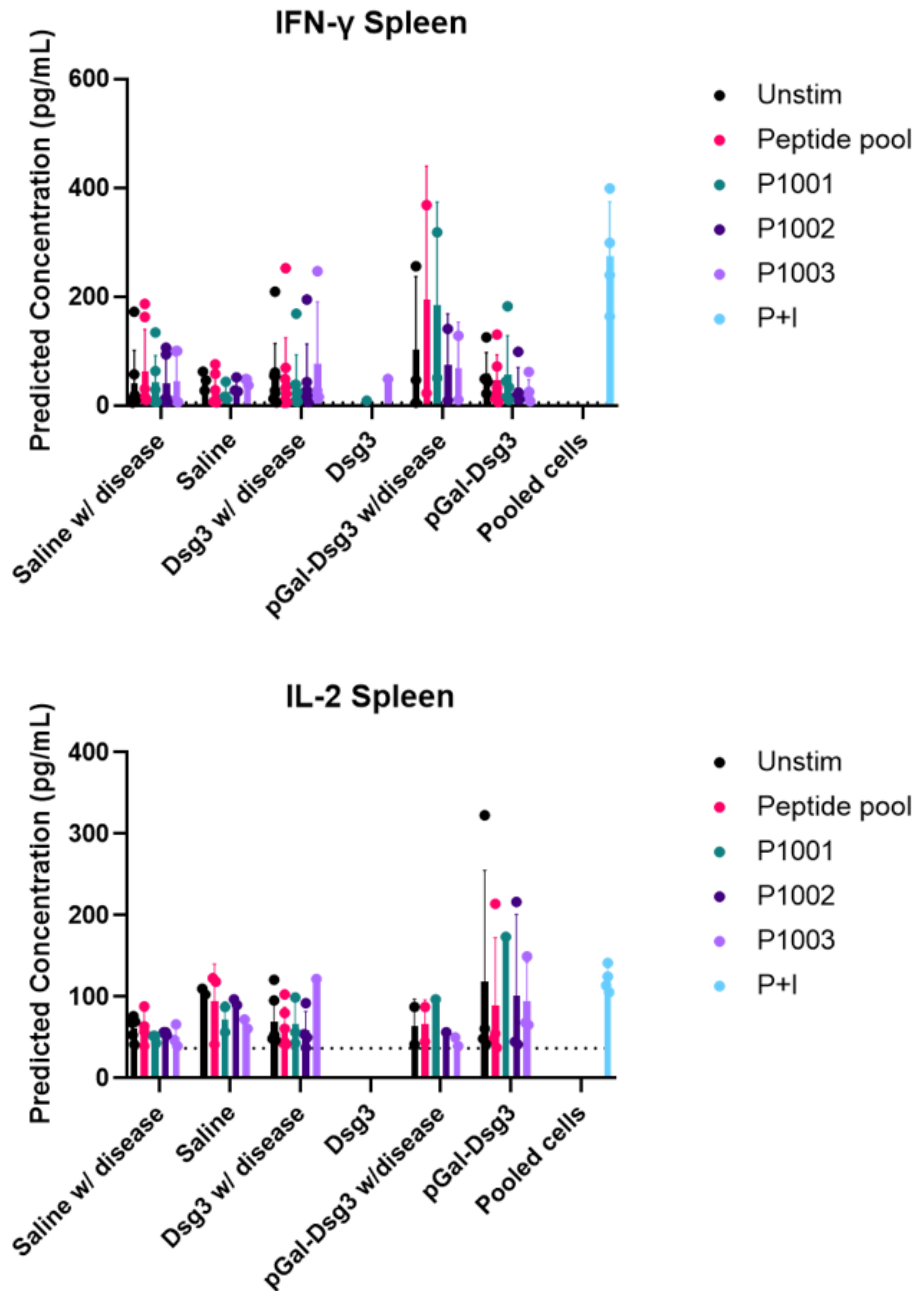 IFN-γ Spleen
Predicted Concentration (pg/mL)
600
400
200
0
Saline w/ disease
Saline
Dsg3 w/ disease
Dsg3
pGal-Dsg3 w/disease
pGal-Dsg3
Pooled cells
Unstim
Peptide pool
P1001
P1002
P1003
P+I
IL-2 Spleen
Predicted Concentration (pg/mL)
400
300
200
100
0
Saline w/ disease
Saline
Dsg3 w/ disease
Dsg3
pGal-Dsg3 w/disease
pGal-Dsg3
Pooled cells
Unstim
Peptide pool
P1001
P1002
P1003
P+I